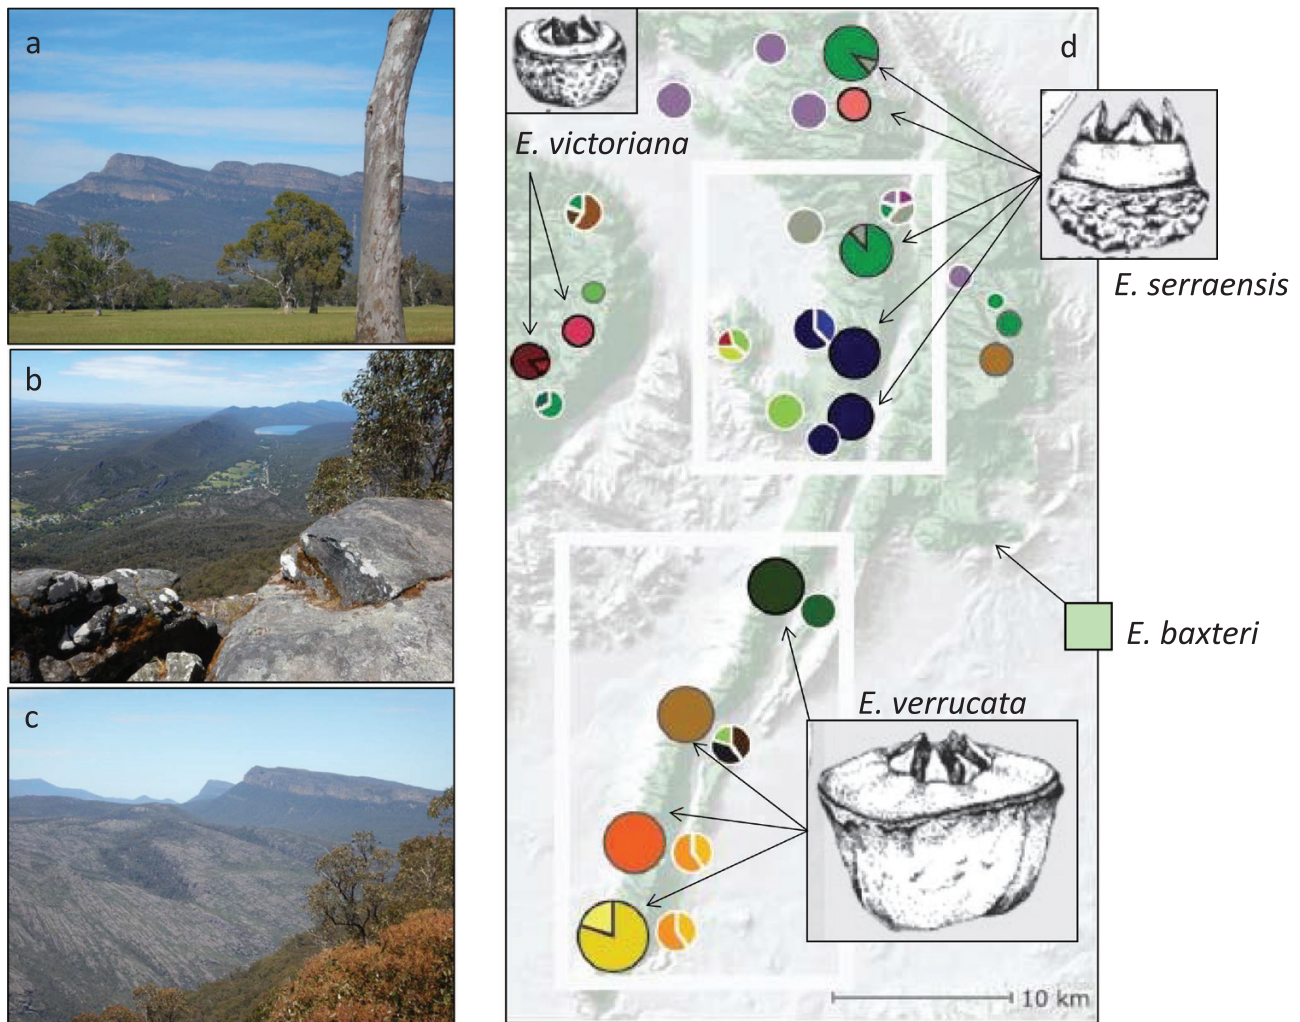 a
b
c
d
E. victoriana
E. serraensis
E. baxteri
E. verrucata
10 km